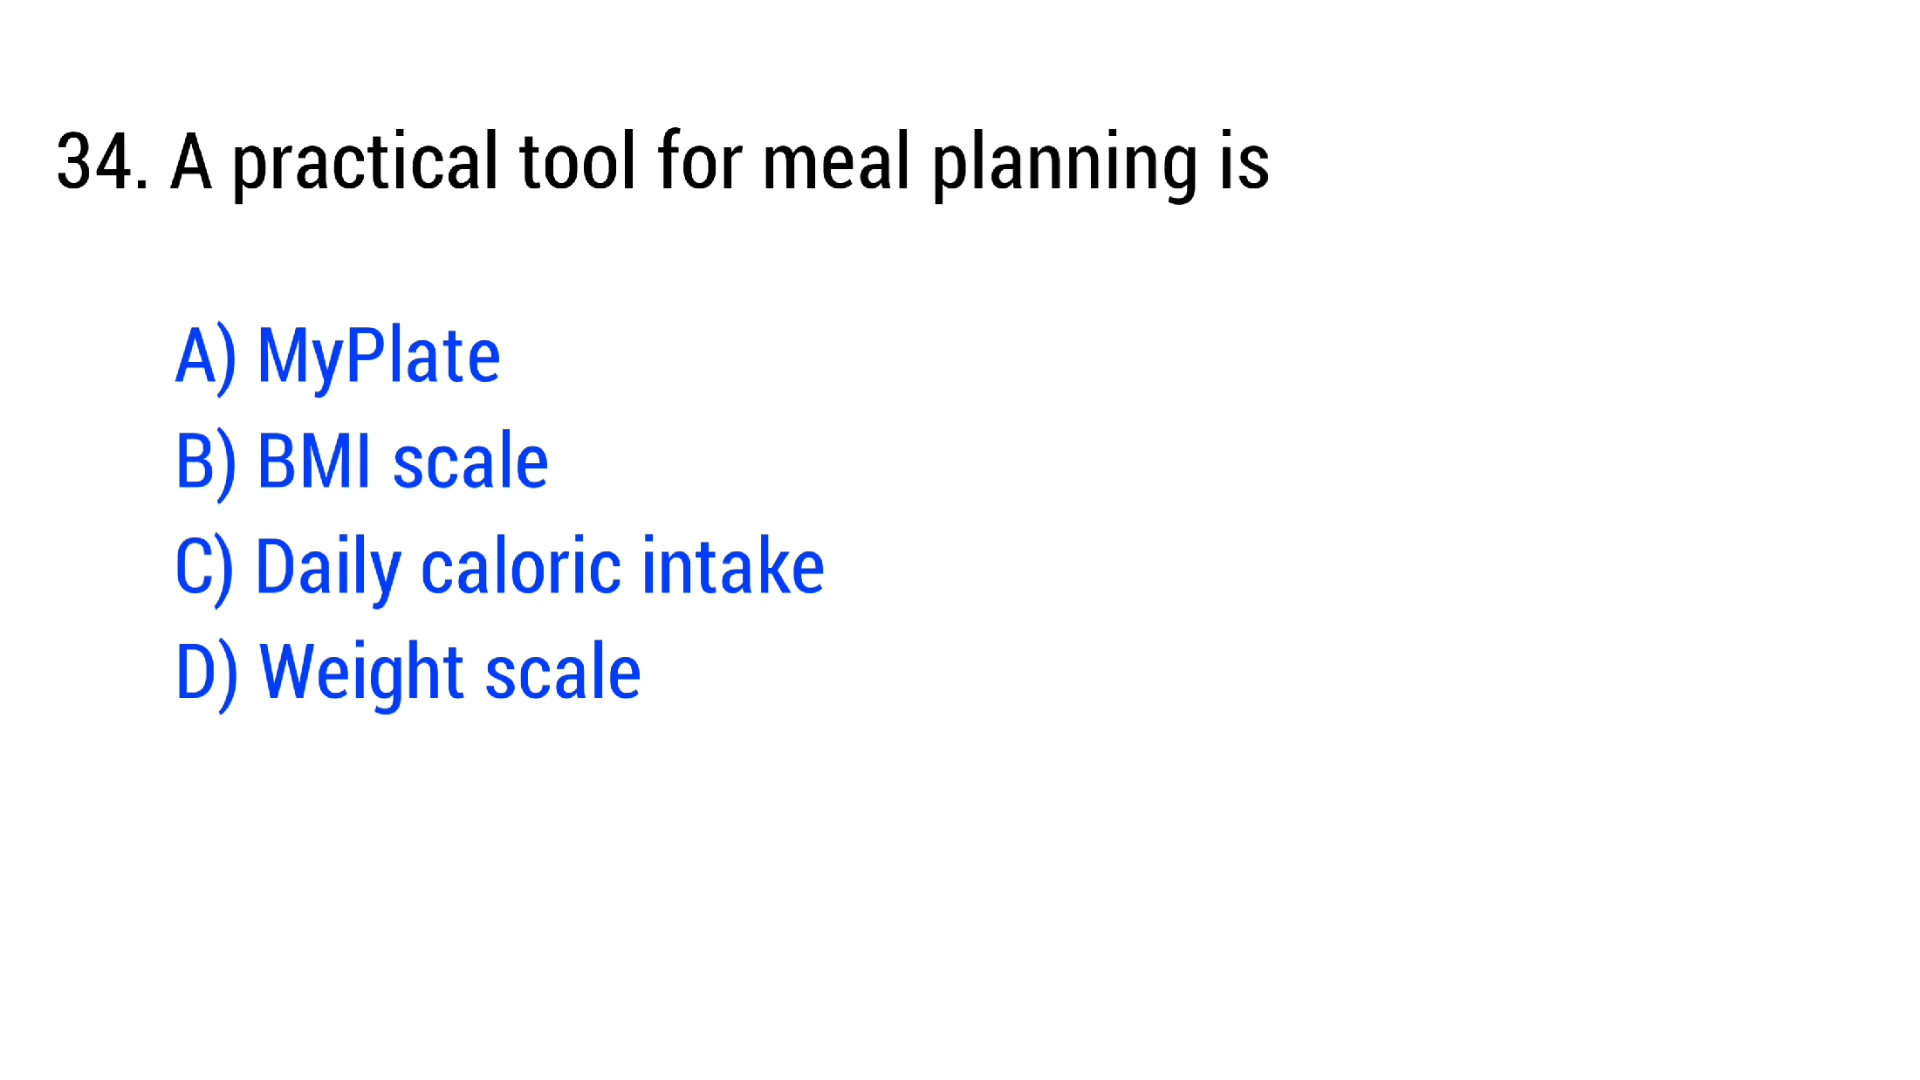 34. A practical tool for meal planning is
A) MyPlate
B) BMI scale
C) Daily caloric intake
D) Weight scale